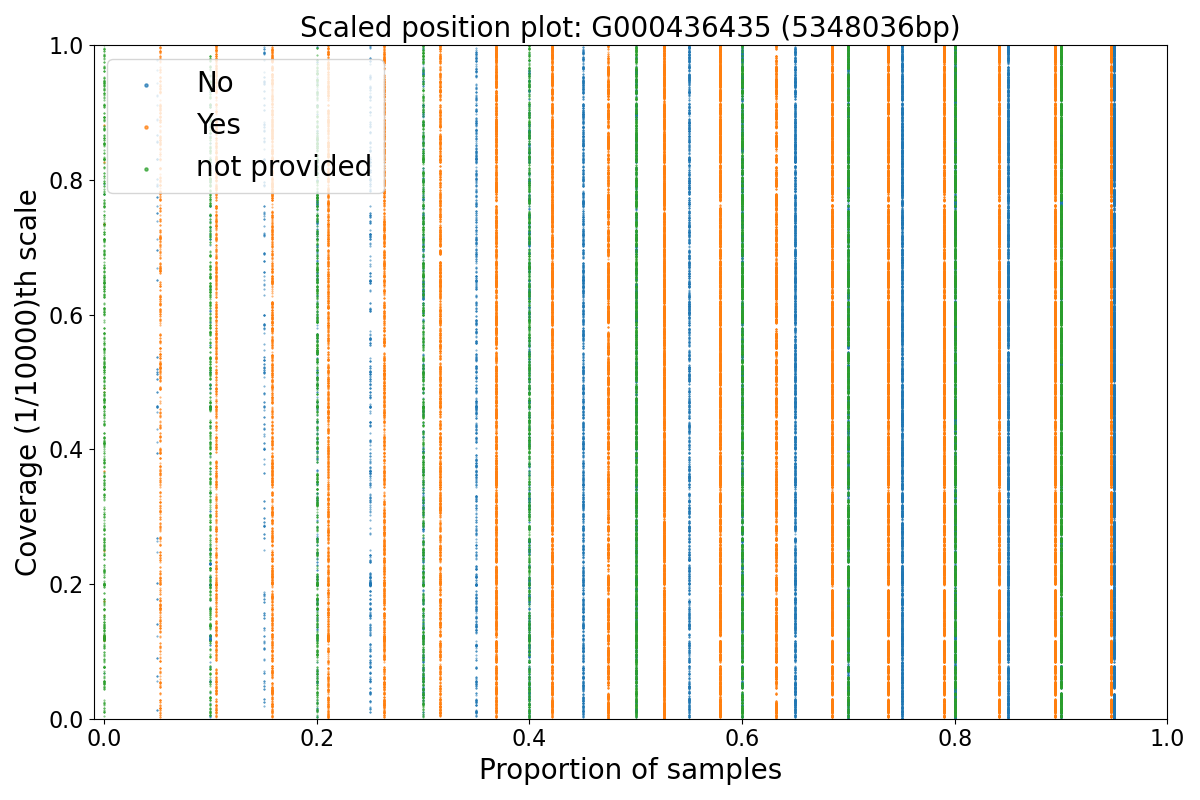 Scaled position plot: G000436435 (5348036bp)
1.0
0.8
0.6
0.4
0.2
0.0
Coverage (1/10000)th scale
No
Yes
not provided
0.0 0.2 0.4 0.6 0.8 1.0
Proportion of samples